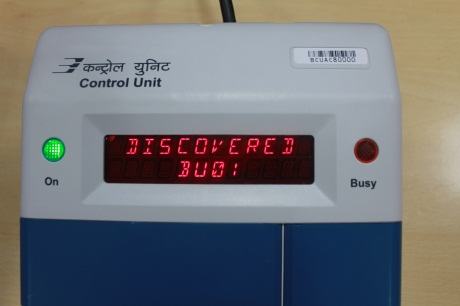 BCUAC80000
कन्ट्रोल युनिट
Control Unit
DISCOVERED
BU01
On
Busy